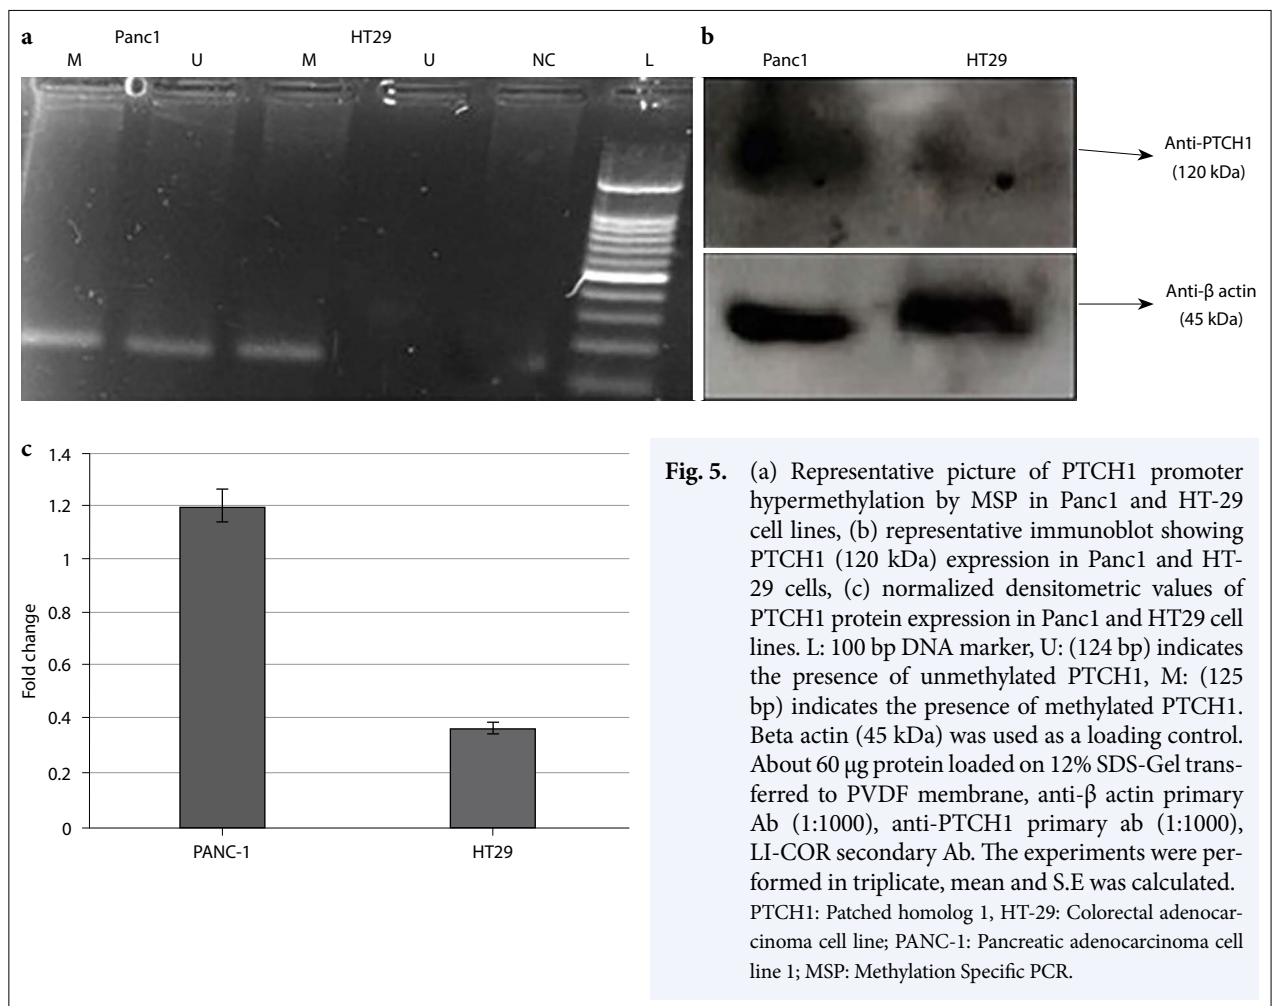 a
Panc1 HT29
M U M U NC L
b
Panc1 HT29
Anti-PTCH1
(120 kDa)
Anti-β actin
(45 kDa)
c
1.4
1.2
1
0.8
0.6
0.4
0.2
0
Fold change
PANC-1 HT29
Fig. 5. (a) Representative picture of PTCH1 promoter
hypermethylation by MSP in Panc1 and HT-29
cell lines, (b) representative immunoblot showing
PTCH1 (120 kDa) expression in Panc1 and HT-
29 cells, (c) normalized densitometric values of
PTCH1 protein expression in Panc1 and HT29 cell
lines. L: 100 bp DNA marker, U: (124 bp) indicates
the presence of unmethylated PTCH1, M: (125
bp) indicates the presence of methylated PTCH1.
Beta actin (45 kDa) was used as a loading control.
About 60 µg protein loaded on 12% SDS-Gel trans-
ferred to PVDF membrane, anti-β actin primary
Ab (1:1000), anti-PTCH1 primary ab (1:1000),
LI-COR secondary Ab. The experiments were per-
formed in triplicate, mean and S.E was calculated.
PTCH1: Patched homolog 1, HT-29: Colorectal adenocar-
cinoma cell line; PANC-1: Pancreatic adenocarcinoma cell
line 1; MSP: Methylation Specific PCR.